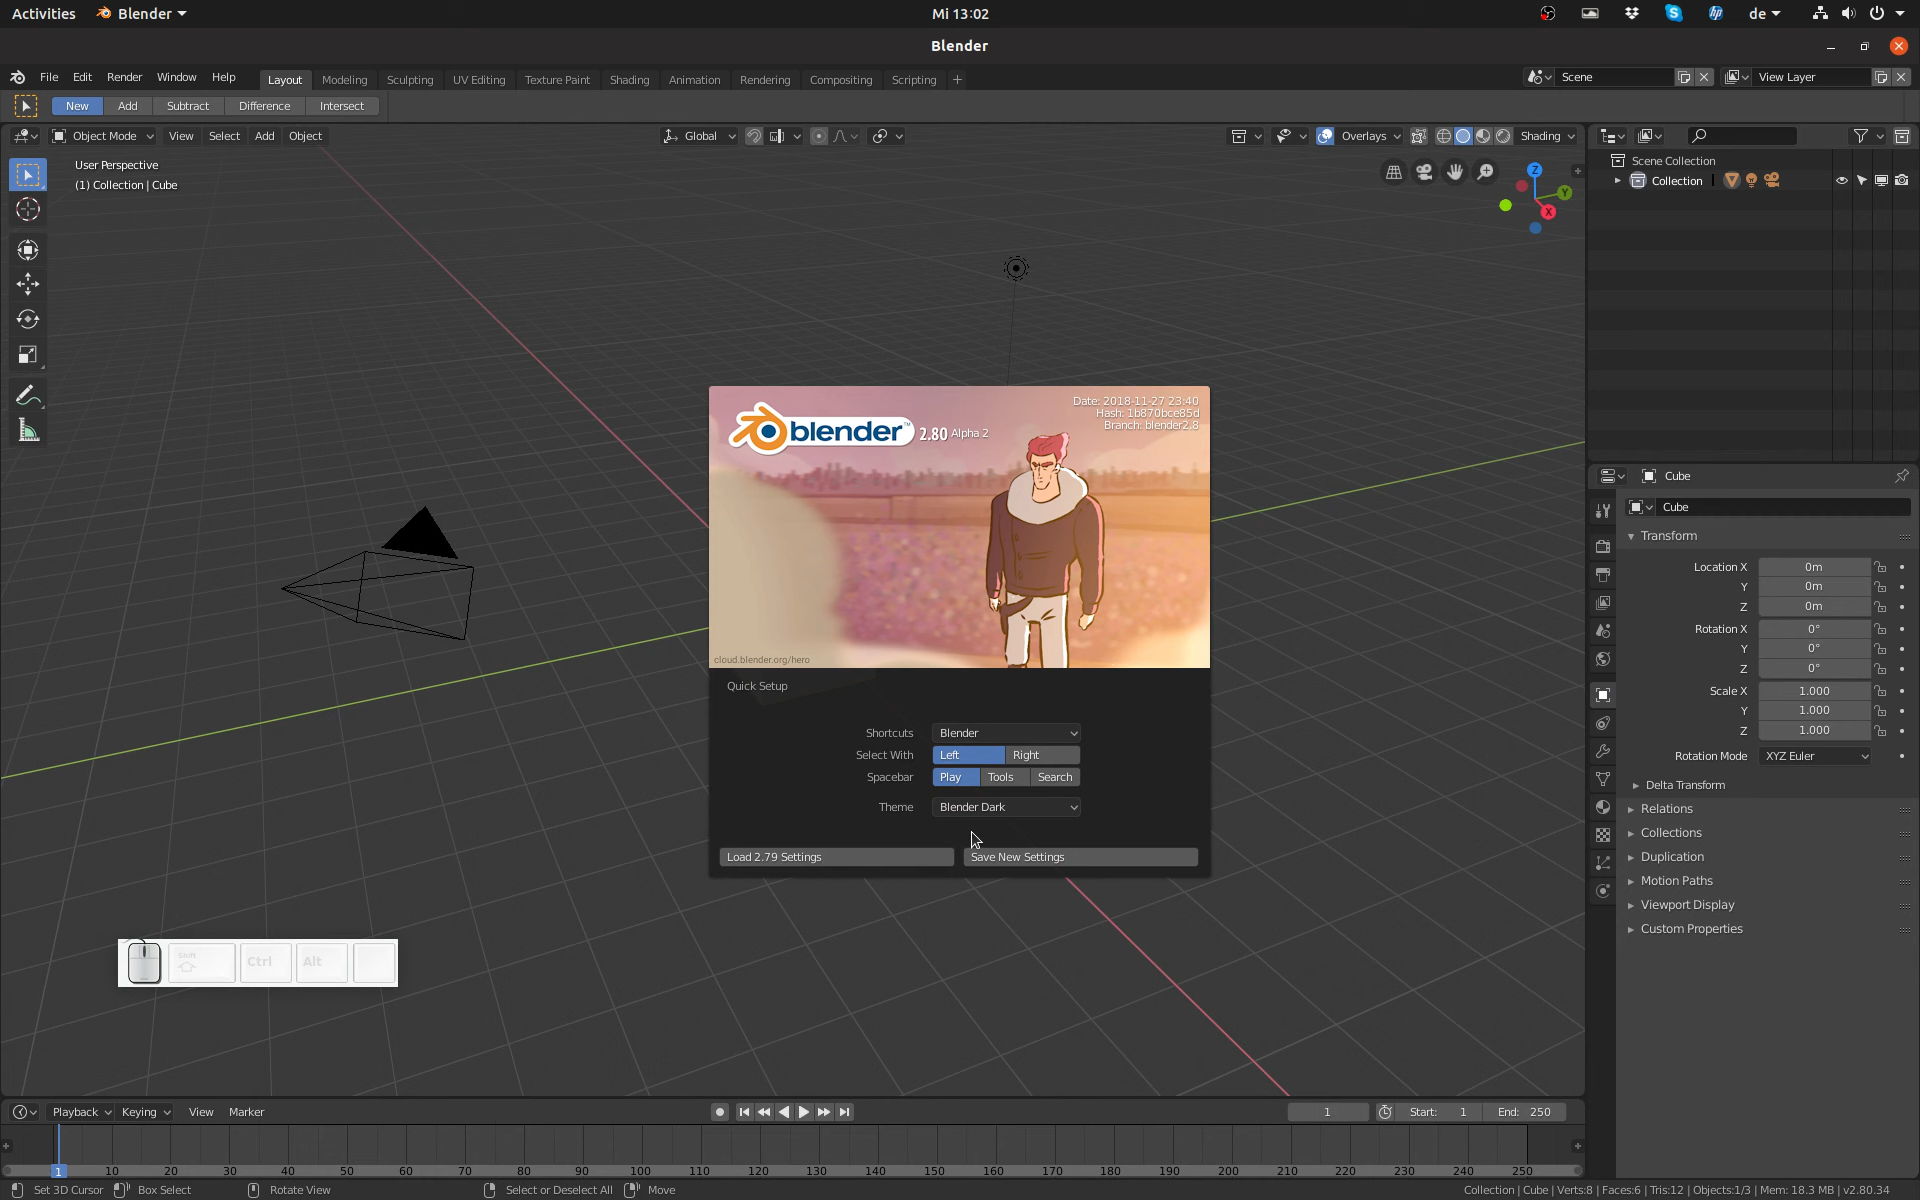 Activities Blender Mi 13:02 de
Blender
File Edit Render Window Help Layout Modeling Sculpting UV Editing Texture Paint Shading Animation Rendering Compositing Scripting + Scene View Layer
New Add Subtract Difference Intersect
Object Mode View Select Add Object Global Overlays Shading
User Perspective
(1) Collection | Cube
Z
Y
X
Scene Collection
Collection
blender™ 2.80 Alpha 2
Date: 2018-11-27 23:40
Hash: 1b870bce85d
Branch: blender2.8
cloud.blender.org/hero
Quick Setup
Shortcuts Blender
Select With Left Right
Spacebar Play Tools Search
Theme Blender Dark
Load 2.79 Settings Save New Settings
Cube
Cube
Transform
Location X 0m
Y 0m
Z 0m
Rotation X 0°
Y 0°
Z 0°
Scale X 1.000
Y 1.000
Z 1.000
Rotation Mode XYZ Euler
Delta Transform
Relations
Collections
Duplication
Motion Paths
Viewport Display
Custom Properties
Shift Ctrl Alt
Playback Keying View Marker 1 Start: 1 End: 250
1 10 20 30 40 50 60 70 80 90 100 110 120 130 140 150 160 170 180 190 200 210 220 230 240 250
Set 3D Cursor Box Select Rotate View Select or Deselect All Move Collection | Cube | Verts:8 | Faces:6 | Tris:12 | Objects:1/3 | Mem: 18.3 MB | v2.80.34